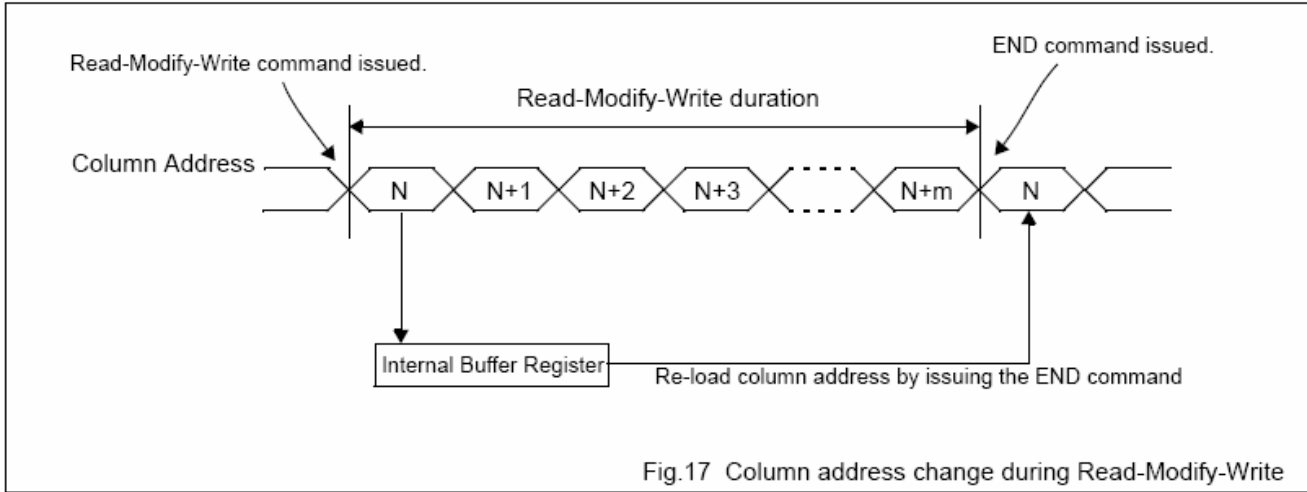 END command issued.
Read-Modify-Write command issued.
Read-Modify-Write duration
Column Address
N N+1 N+2 N+3 N+m N
Internal Buffer Register
Re-load column address by issuing the END command
Fig.17 Column address change during Read-Modify-Write